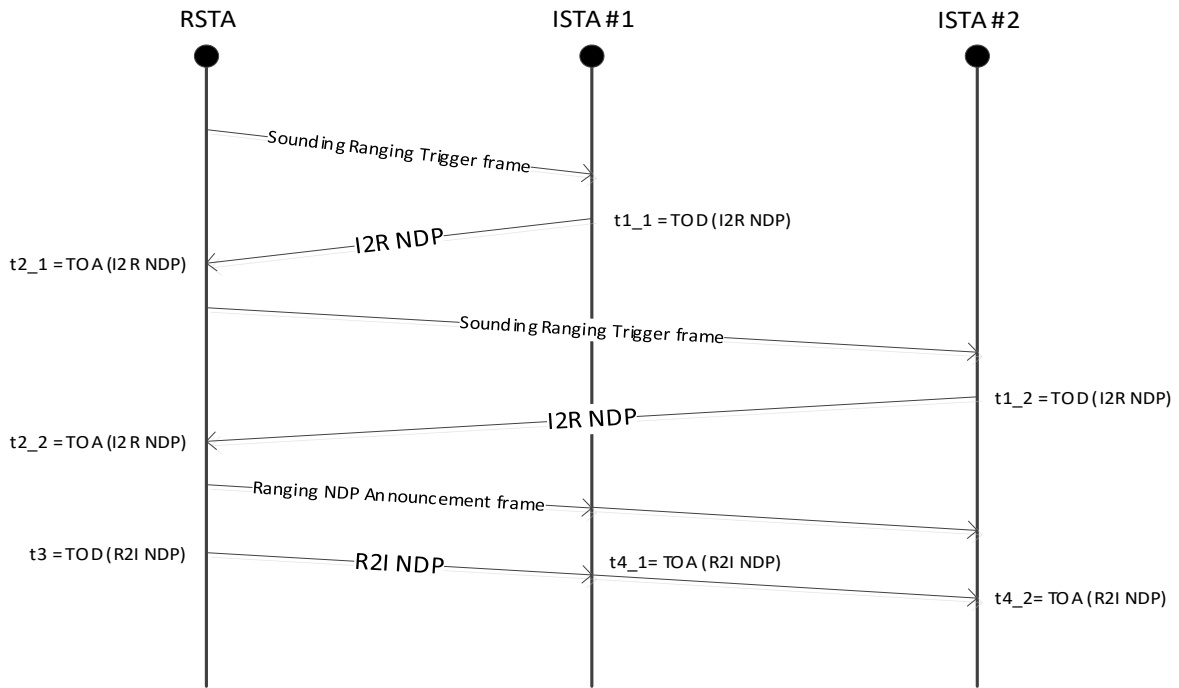 RSTA
ISTA #1
ISTA #2
Sounding Ranging Trigger frame
t1_1 = TOD (I2R NDP)
I2R NDP
t2_1 = TOA (I2R NDP)
Sounding Ranging Trigger frame
t1_2 = TOD (I2R NDP)
I2R NDP
t2_2 = TOA (I2R NDP)
Ranging NDP Announcement frame
t3 = TOD (R2I NDP)
R2I NDP
t4_1= TOA (R2I NDP)
t4_2= TOA (R2I NDP)